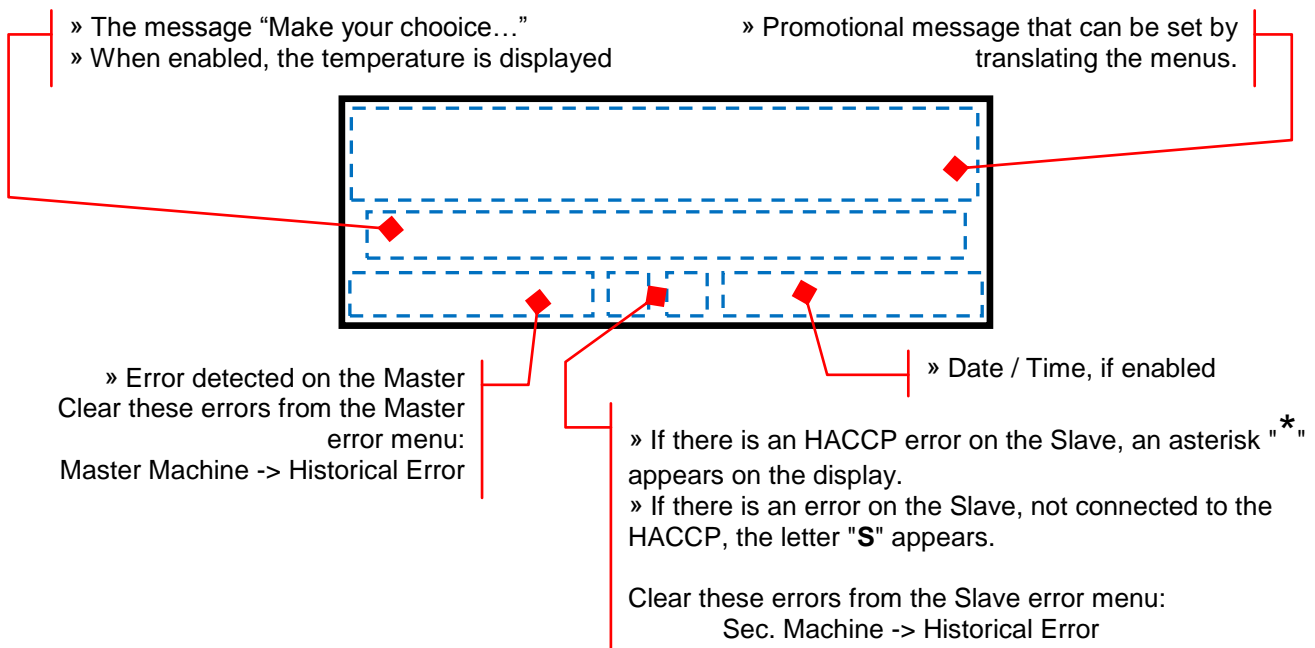 » The message “Make your chooice…”
» When enabled, the temperature is displayed
» Promotional message that can be set by
translating the menus.
» Error detected on the Master
Clear these errors from the Master
error menu:
Master Machine -> Historical Error
» Date / Time, if enabled
» If there is an HACCP error on the Slave, an asterisk "*"
appears on the display.
» If there is an error on the Slave, not connected to the
HACCP, the letter "S" appears.
Clear these errors from the Slave error menu:
Sec. Machine -> Historical Error